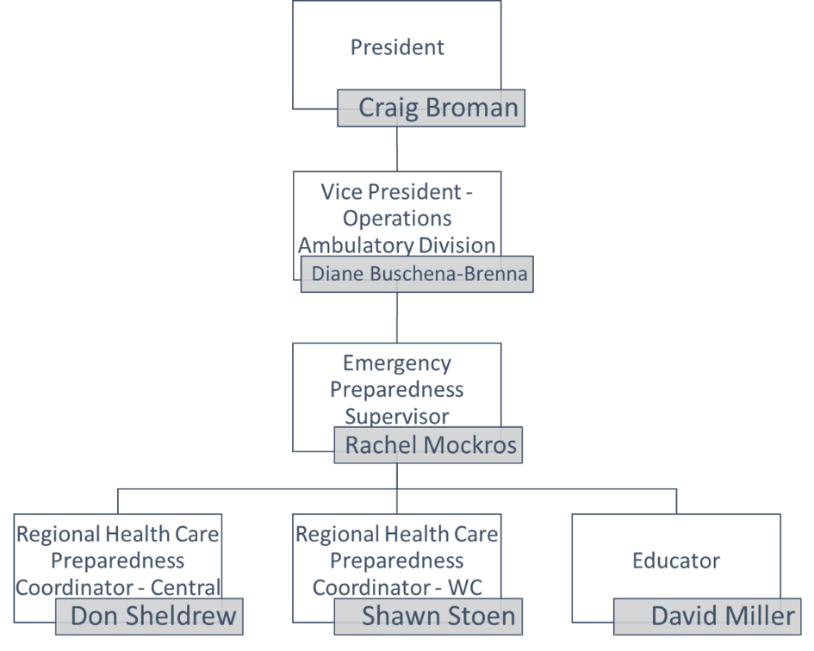 President
Craig Broman
Vice President -
Operations
Ambulatory Division
Diane Buschena-Brenna
Emergency
Preparedness
Supervisor
Rachel Mockros
Regional Health Care
Preparedness
Coordinator - Central
Don Sheldrew
Regional Health Care
Preparedness
Coordinator - WC
Shawn Stoen
Educator
David Miller